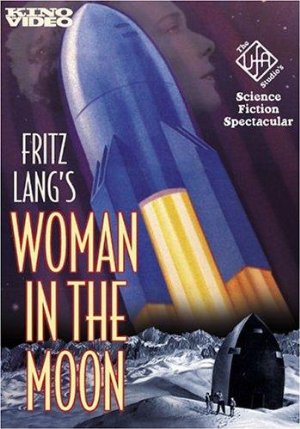 KINO
VIDEO
The
UFA
Studio's
Science
Fiction
Spectacular
FRITZ
LANG'S
WOMAN
IN THE
MOON